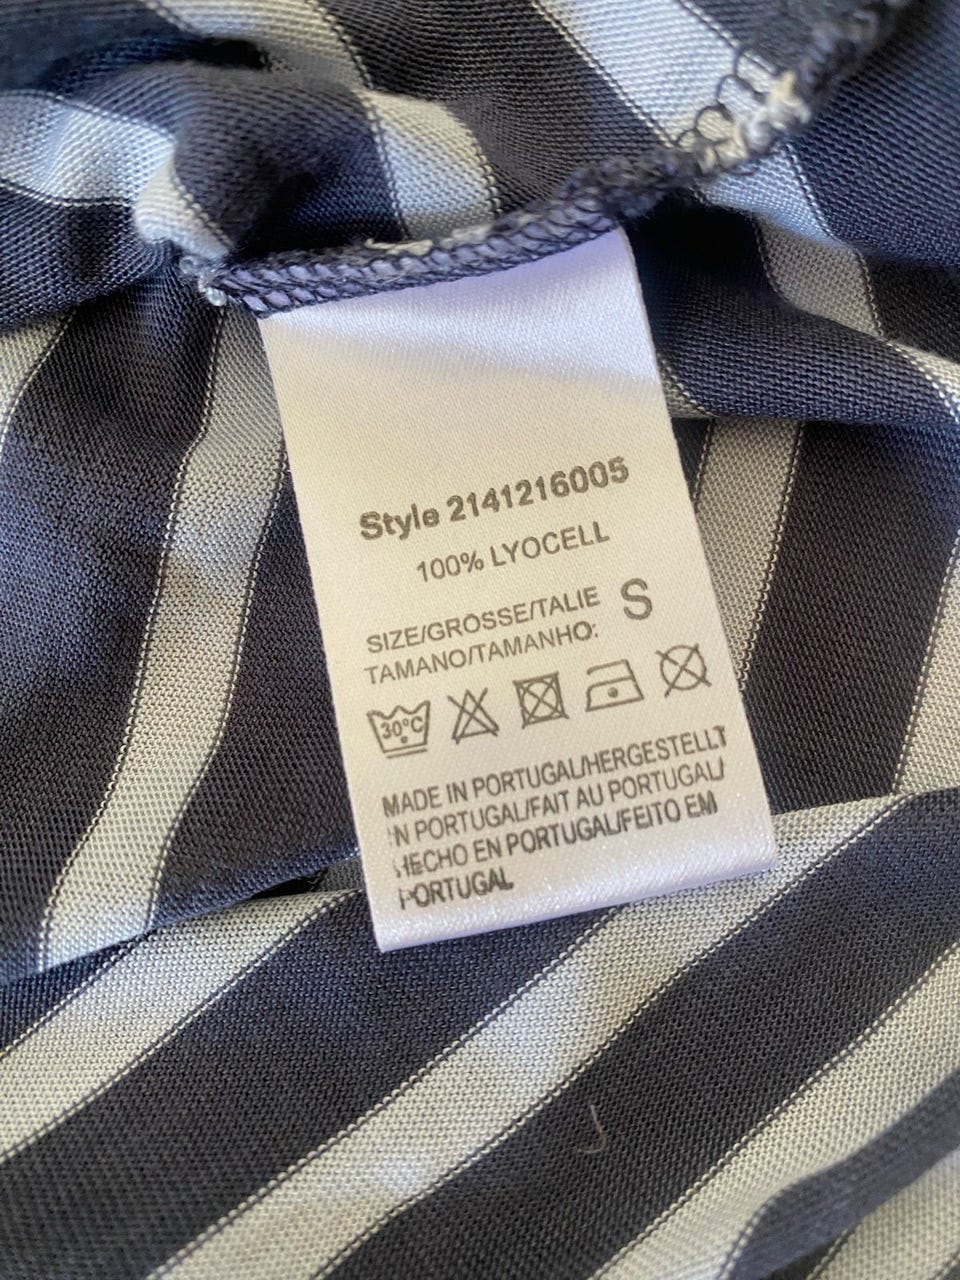 Style 2141216005
100% LYOCELL
SIZE/GRÖSSE/TALIE S
TAMANO/TAMANHO:
30°C
MADE IN PORTUGAL/HERGESTELLT
IN PORTUGAL/FAIT AU PORTUGAL/
HECHO EN PORTUGAL/FEITO EM
PORTUGAL